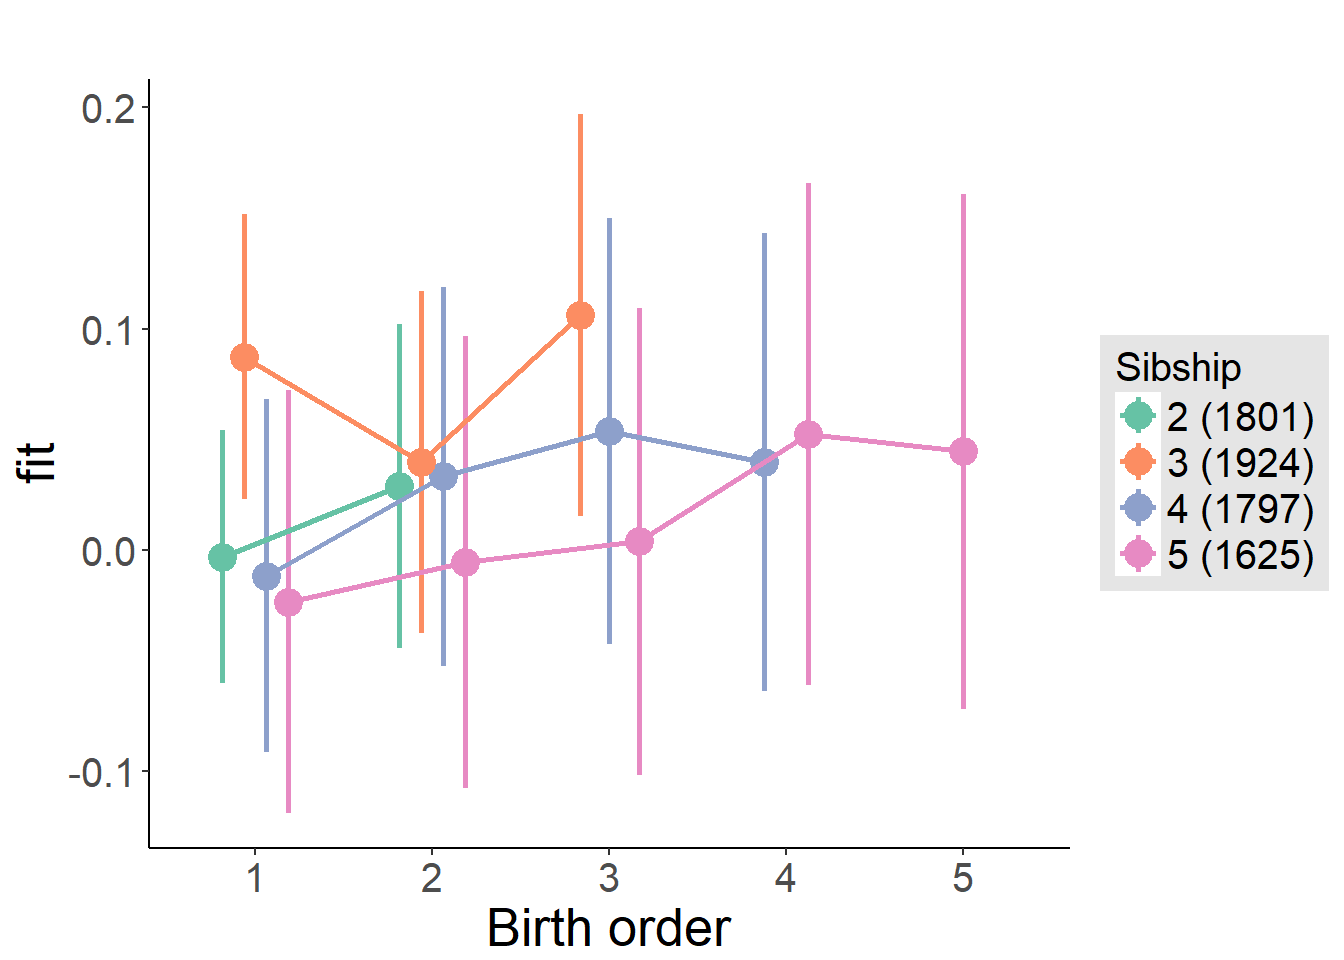 0.2
0.1
0.0
-0.1
fit
1 2 3 4 5
Birth order
Sibship
2 (1801)
3 (1924)
4 (1797)
5 (1625)